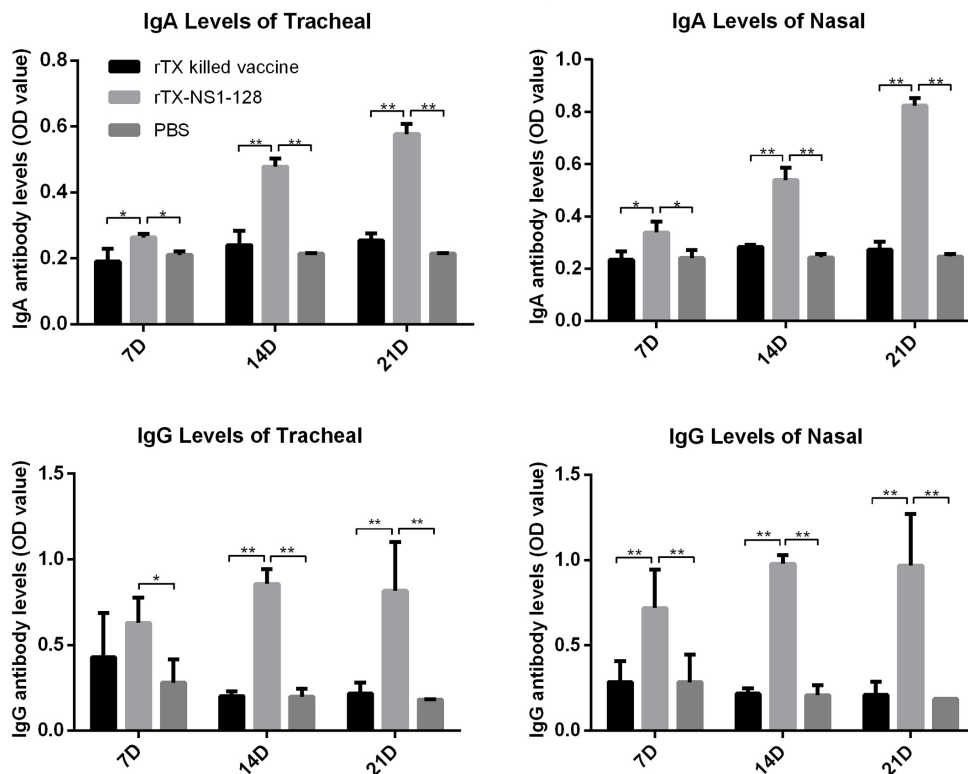 IgA Levels of Tracheal
IgA antibody levels (OD value)
0.8
0.6
0.4
0.2
0.0
rTX killed vaccine
rTX-NS1-128
PBS
* *
** **
** **
7D
14D
21D
IgA Levels of Nasal
IgA antibody levels (OD value)
1.0
0.8
0.6
0.4
0.2
0.0
* *
** **
** **
7D
14D
21D
IgG Levels of Tracheal
IgG antibody levels (OD value)
1.5
1.0
0.5
0.0
*
** **
** **
7D
14D
21D
IgG Levels of Nasal
IgG antibody levels (OD value)
1.5
1.0
0.5
0.0
** **
** **
** **
7D
14D
21D